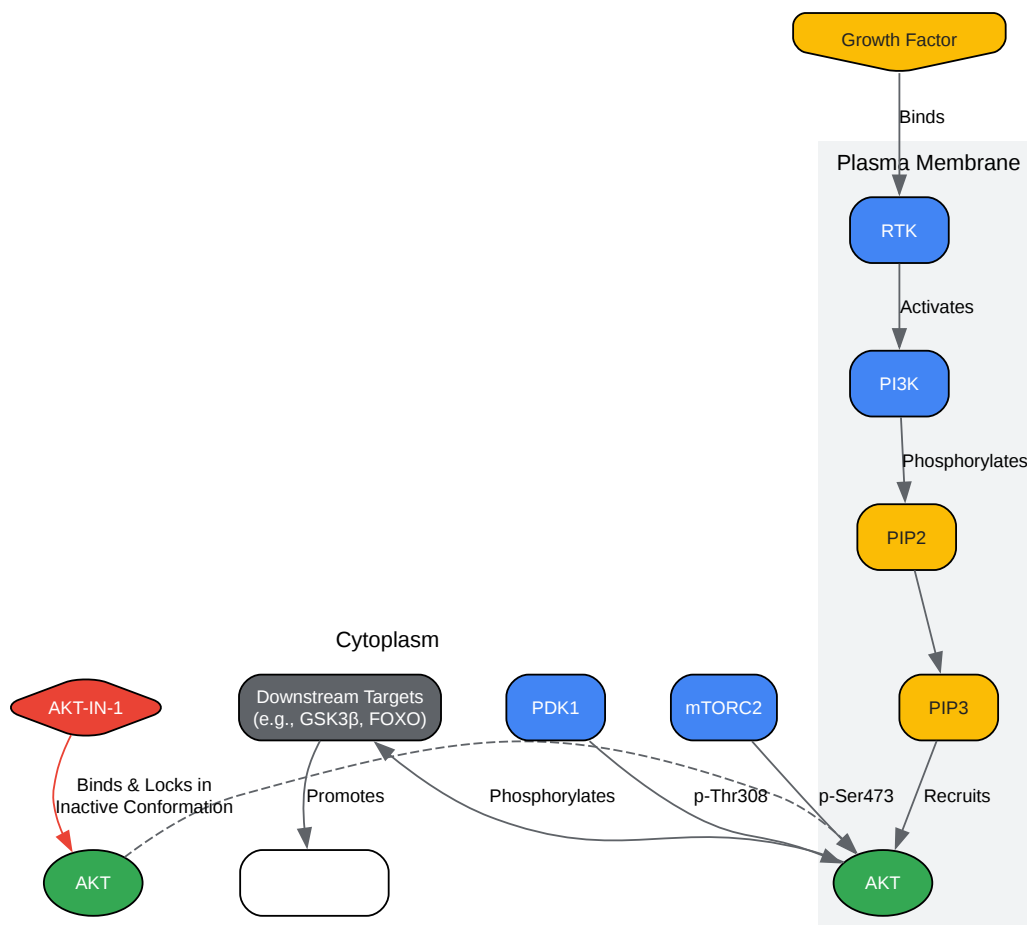 Growth Factor
Binds
Plasma Membrane
RTK
Activates
PI3K
Phosphorylates
PIP2
Cytoplasm
AKT-IN-1
Downstream Targets
(e.g., GSK3β, FOXO)
PDK1
mTORC2
PIP3
Binds & Locks in
Inactive Conformation
Promotes
Phosphorylates
p-Thr308
p-Ser473
Recruits
AKT
AKT